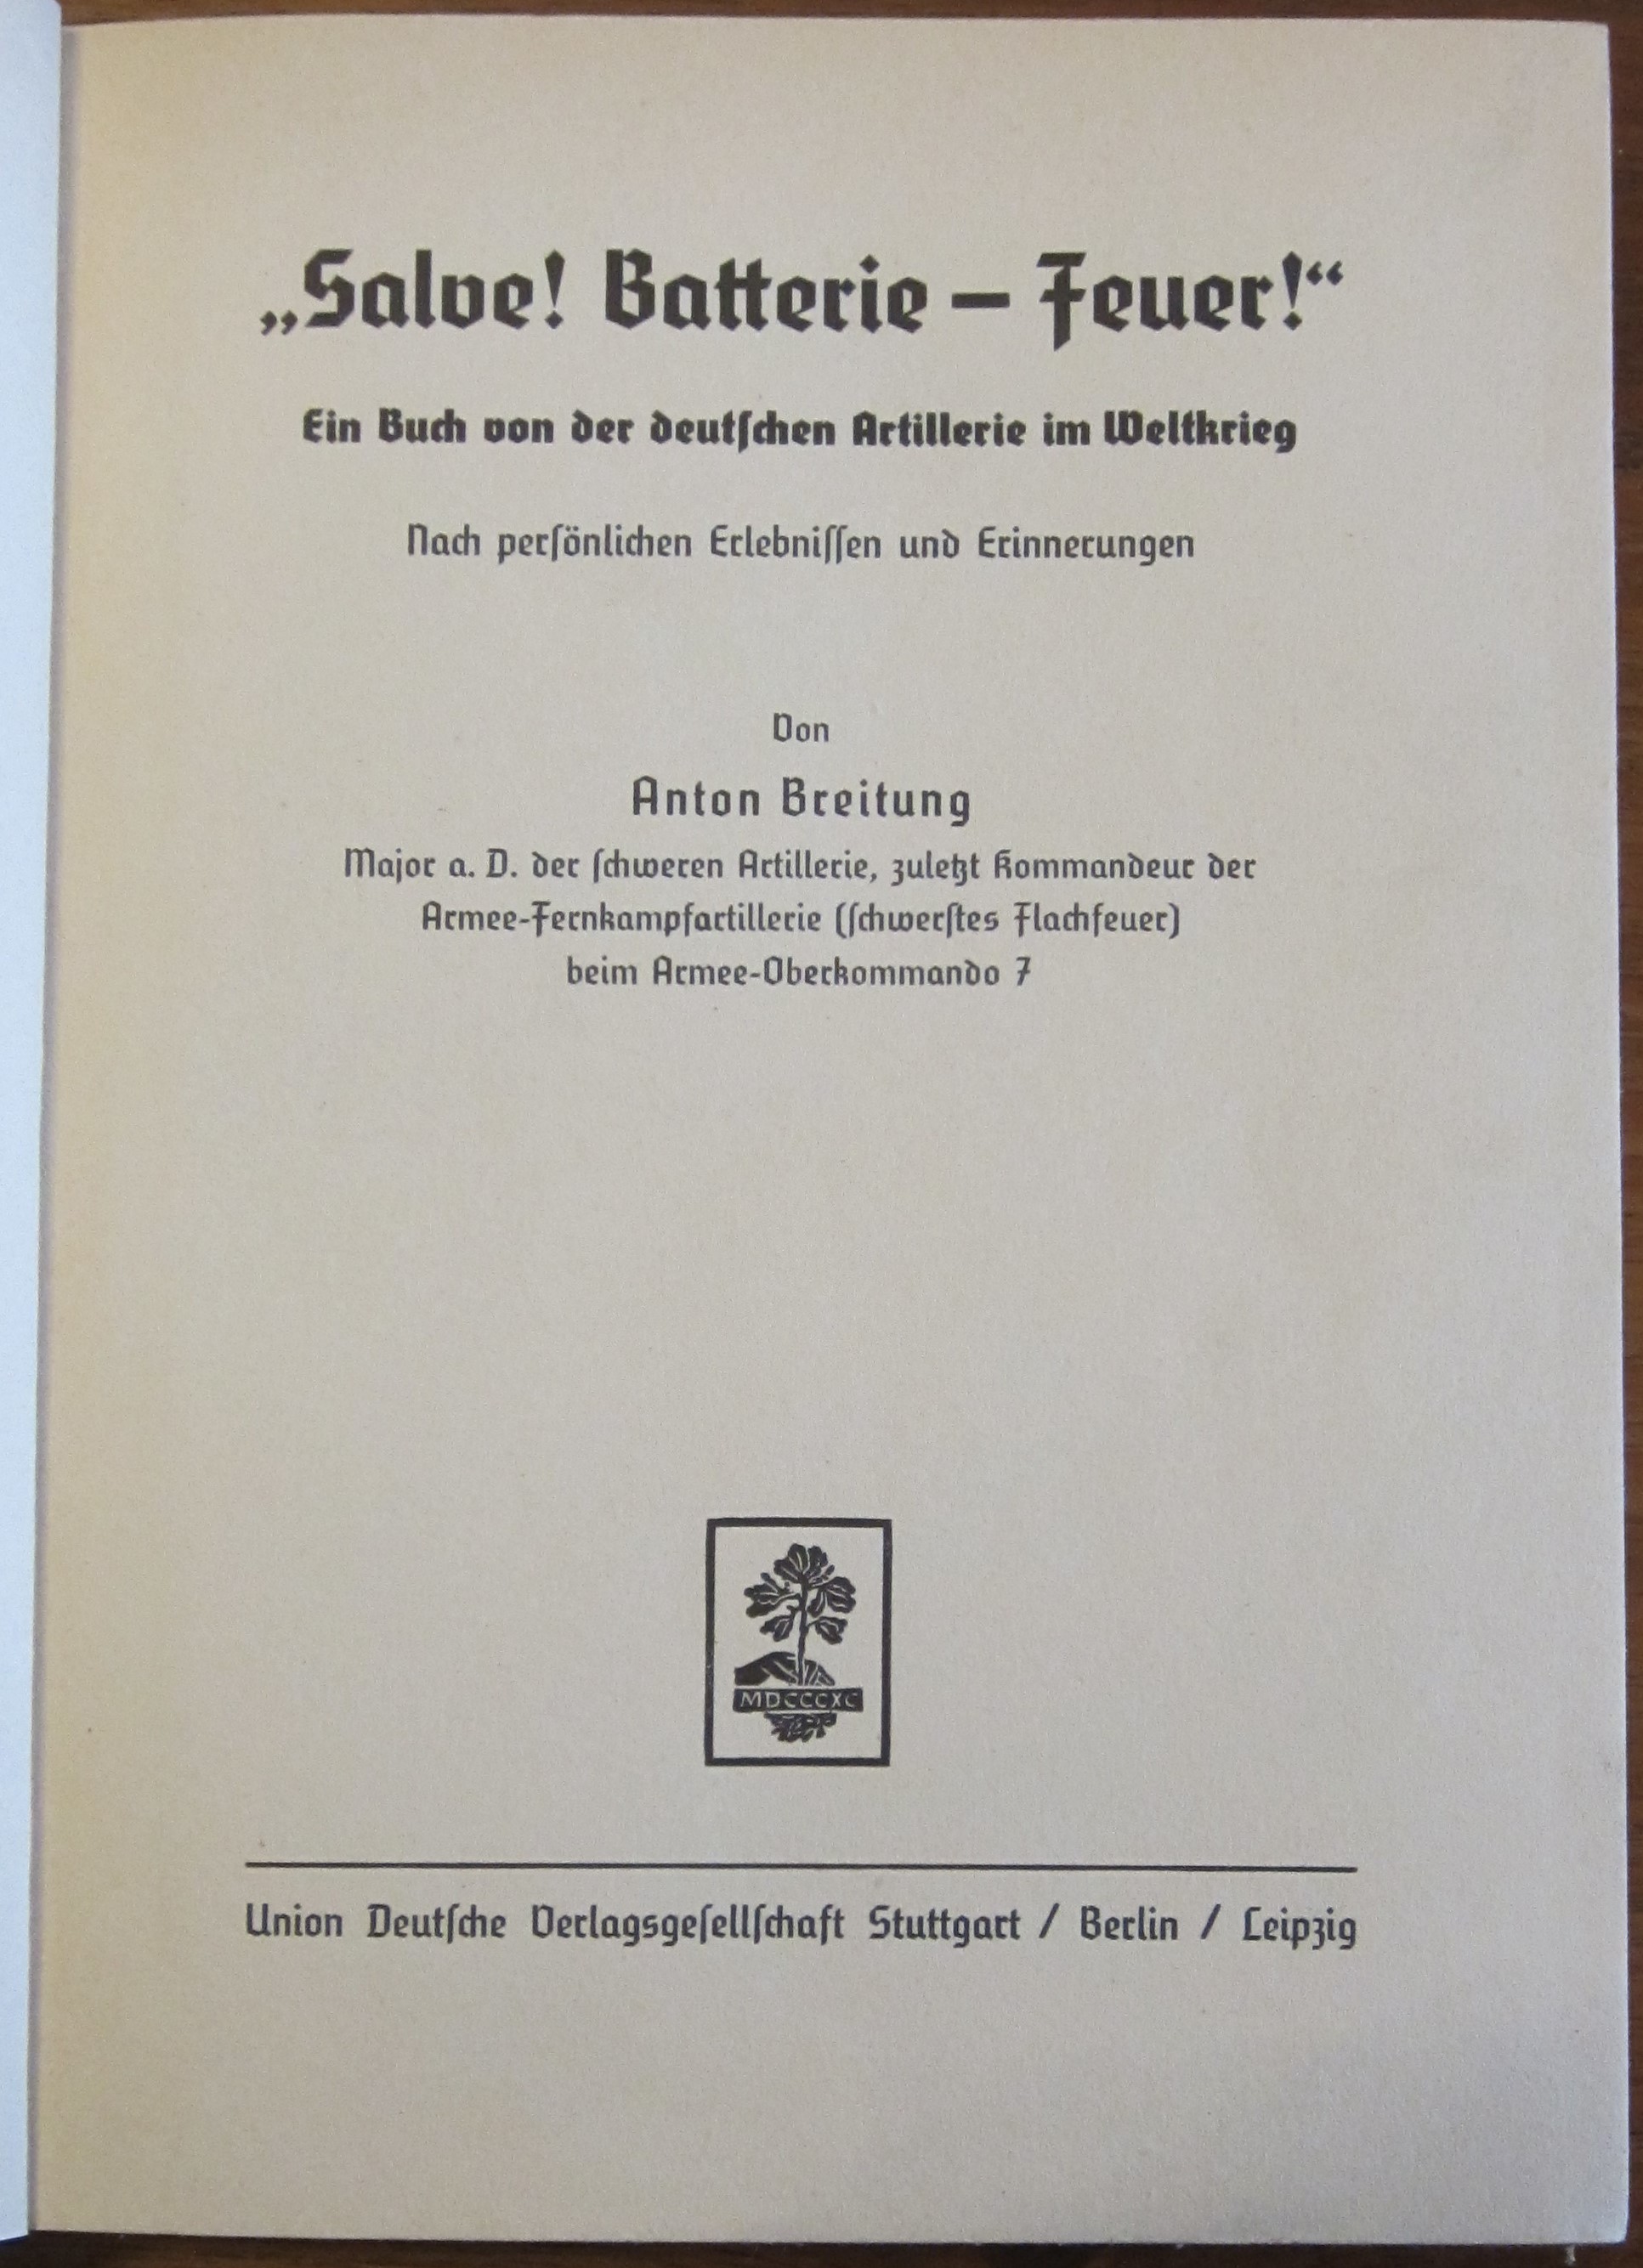 „Salve! Batterie – Feuer!“
Ein Buch von der deutſchen Artillerie im Weltkrieg
Nach perſönlichen Erlebniſſen und Erinnerungen
Von
Anton Breitung
Major a. D. der ſchweren Artillerie, zuletzt Kommandeur der
Armee-Fernkampfartillerie (ſchwerſtes Flachfeuer)
beim Armee-Oberkommando 7
MDCCCXC
Union Deutſche Verlagsgeſellſchaft Stuttgart / Berlin / Leipzig